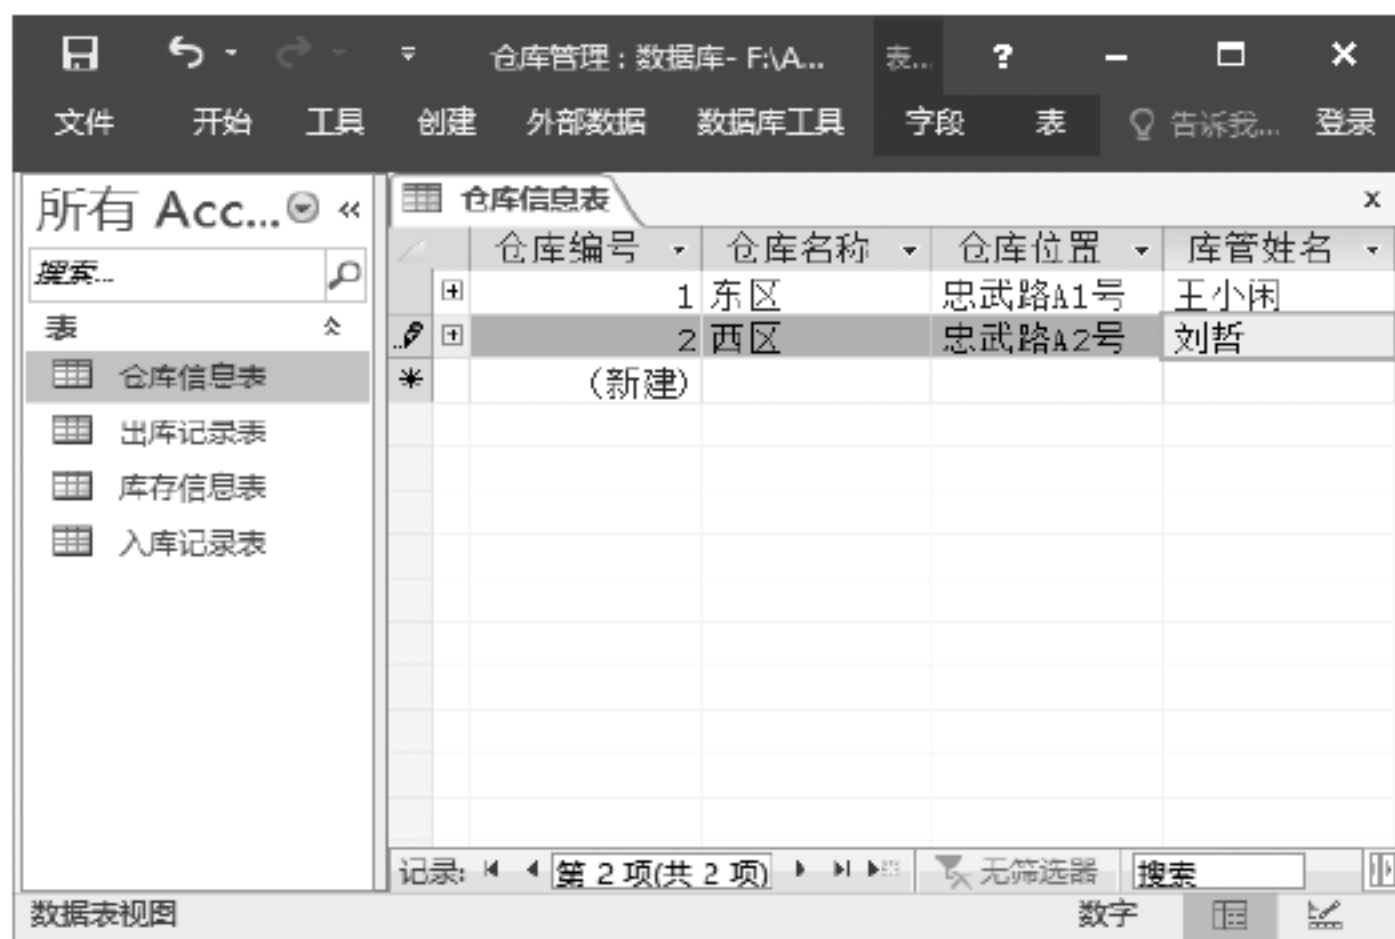 仓库管理：数据库- F:\A... 表... ?
文件 开始 工具 创建 外部数据 数据库工具 字段 表 告诉我... 登录
所有 Acc... «
搜索...
表
仓库信息表
出库记录表
库存信息表
入库记录表
仓库信息表 x
仓库编号 仓库名称 仓库位置 库管姓名
1 东区 忠武路A1号 王小闲
2 西区 忠武路A2号 刘哲
(新建)
记录: 第 2 项(共 2 项) 无筛选器 搜索
数据表视图 数字